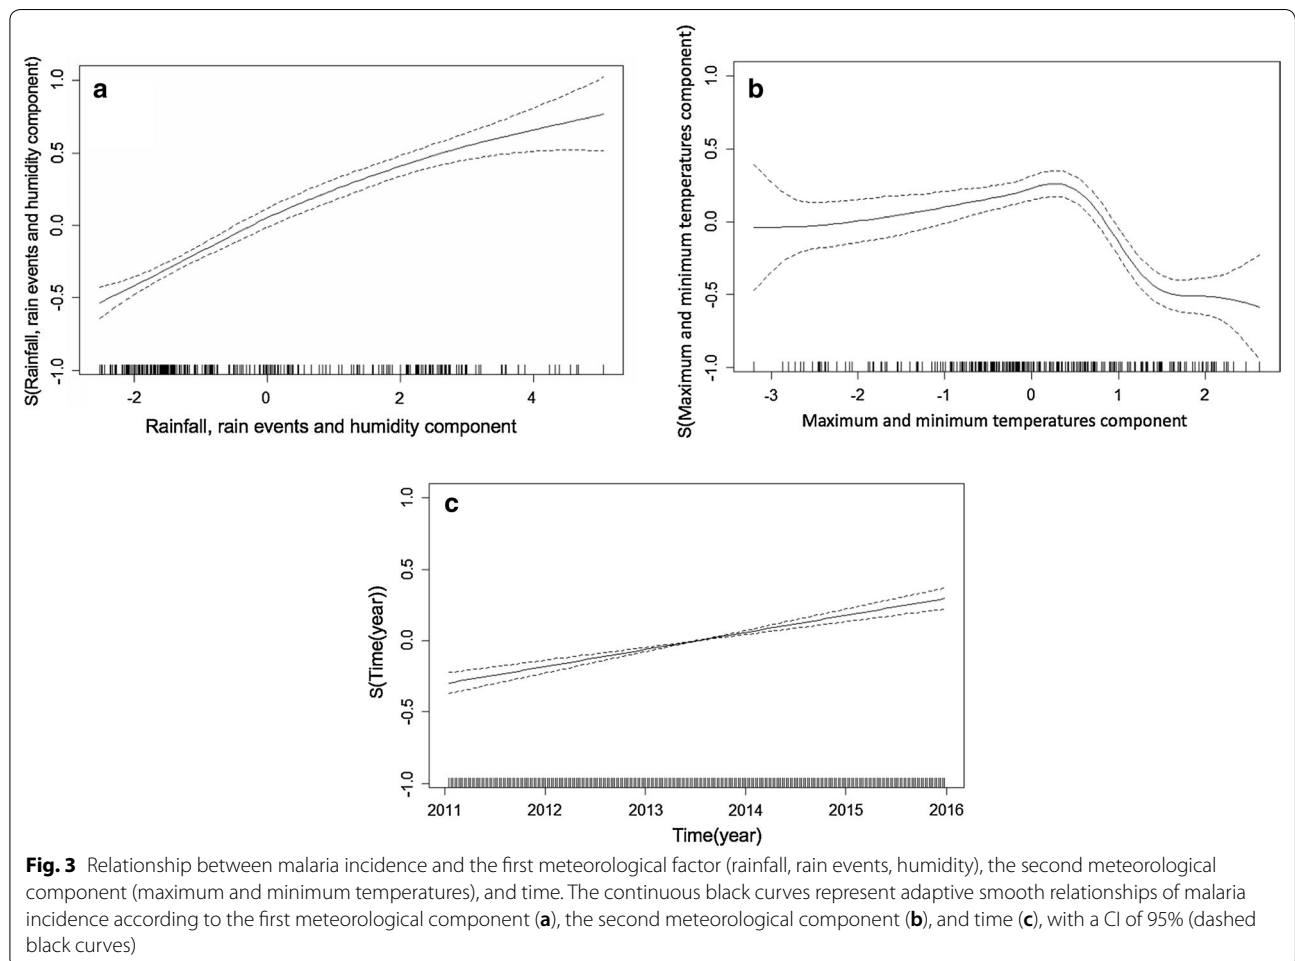 a
S(Rainfall, rain events and humidity component)
1.0
0.5
0.0
-0.5
-1.0
-2 0 2 4
Rainfall, rain events and humidity component
b
S(Maximum and minimum temperatures component)
1.0
0.5
0.0
-0.5
-1.0
-3 -2 -1 0 1 2
Maximum and minimum temperatures component
c
S(Time(year))
1.0
0.5
0.0
-0.5
-1.0
2011 2012 2013 2014 2015 2016
Time(year)
Fig. 3 Relationship between malaria incidence and the first meteorological factor (rainfall, rain events, humidity), the second meteorological
component (maximum and minimum temperatures), and time. The continuous black curves represent adaptive smooth relationships of malaria
incidence according to the first meteorological component (a), the second meteorological component (b), and time (c), with a CI of 95% (dashed
black curves)